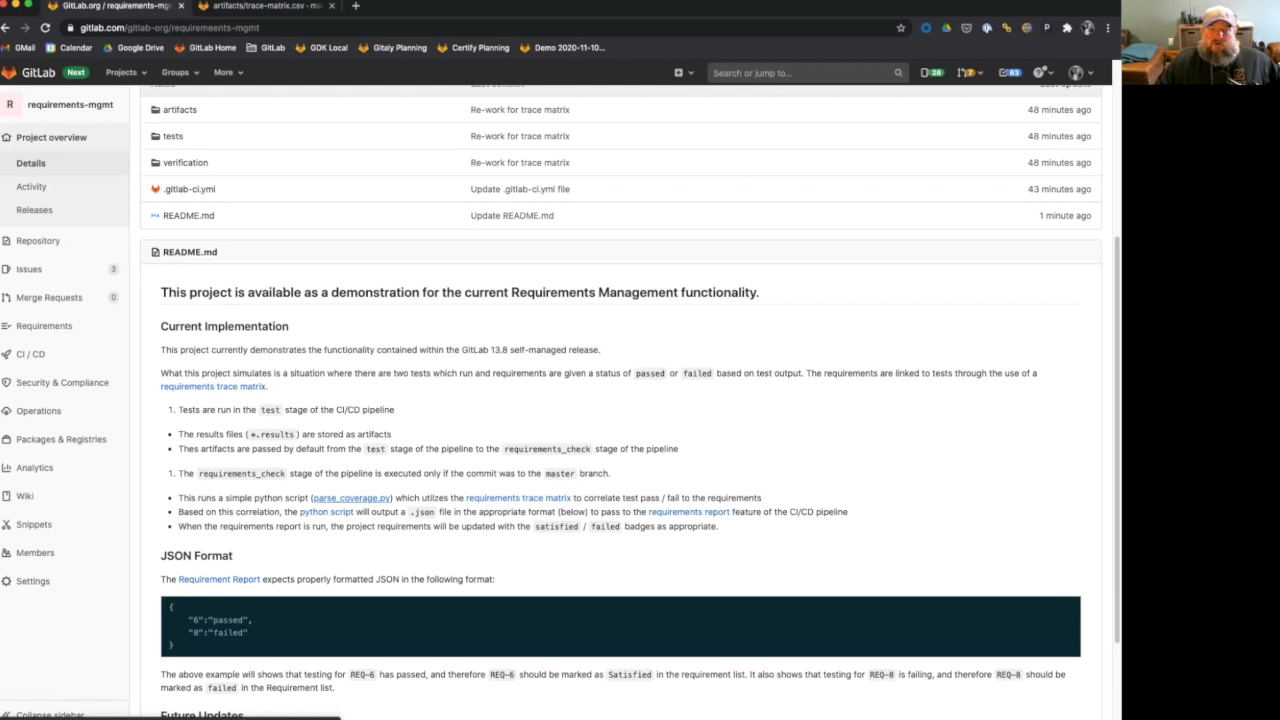 GitLab.org / requirements-mgm
artifacts/trace-matrix.csv · ma
gitlab.com/gitlab-org/requiremeents-mgmt
GMail
Calendar
Google Drive
GitLab Home
GitLab
GDK Local
Gitaly Planning
Certify Planning
Demo 2020-11-10...
GitLab
Next
Projects
Groups
More
Search or jump to...
26
7
83
R requirements-mgmt
Project overview
Details
Activity
Releases
Repository
Issues 3
Merge Requests 0
Requirements
CI / CD
Security & Compliance
Operations
Packages & Registries
Analytics
Wiki
Snippets
Members
Settings
Collapse sidebar
artifacts Re-work for trace matrix 48 minutes ago
tests Re-work for trace matrix 48 minutes ago
verification Re-work for trace matrix 48 minutes ago
.gitlab-ci.yml Update .gitlab-ci.yml file 43 minutes ago
README.md Update README.md 1 minute ago
README.md
This project is available as a demonstration for the current Requirements Management functionality.
Current Implementation
This project currently demonstrates the functionality contained within the GitLab 13.8 self-managed release.
What this project simulates is a situation where there are two tests which run and requirements are given a status of passed or failed based on test output. The requirements are linked to tests through the use of a
requirements trace matrix.
1. Tests are run in the test stage of the CI/CD pipeline
• The results files ( *.results ) are stored as artifacts
• Thes artifacts are passed by default from the test stage of the pipeline to the requirements_check stage of the pipeline
1. The requirements_check stage of the pipeline is executed only if the commit was to the master branch.
• This runs a simple python script (parse_coverage.py) which utilzes the requirements trace matrix to correlate test pass / fail to the requirements
• Based on this correlation, the python script will output a .json file in the appropriate format (below) to pass to the requirements report feature of the CI/CD pipeline
• When the requirements report is run, the project requirements will be updated with the satisfied / failed badges as appropriate.
JSON Format
The Requirement Report expects properly formatted JSON in the following format:
{
"6":"passed",
"8":"failed"
}
The above example will shows that testing for REQ-6 has passed, and therefore REQ-6 should be marked as Satisfied in the requirement list. It also shows that testing for REQ-8 is failing, and therefore REQ-8 should be
marked as failed in the Requirement list.
Future Updates